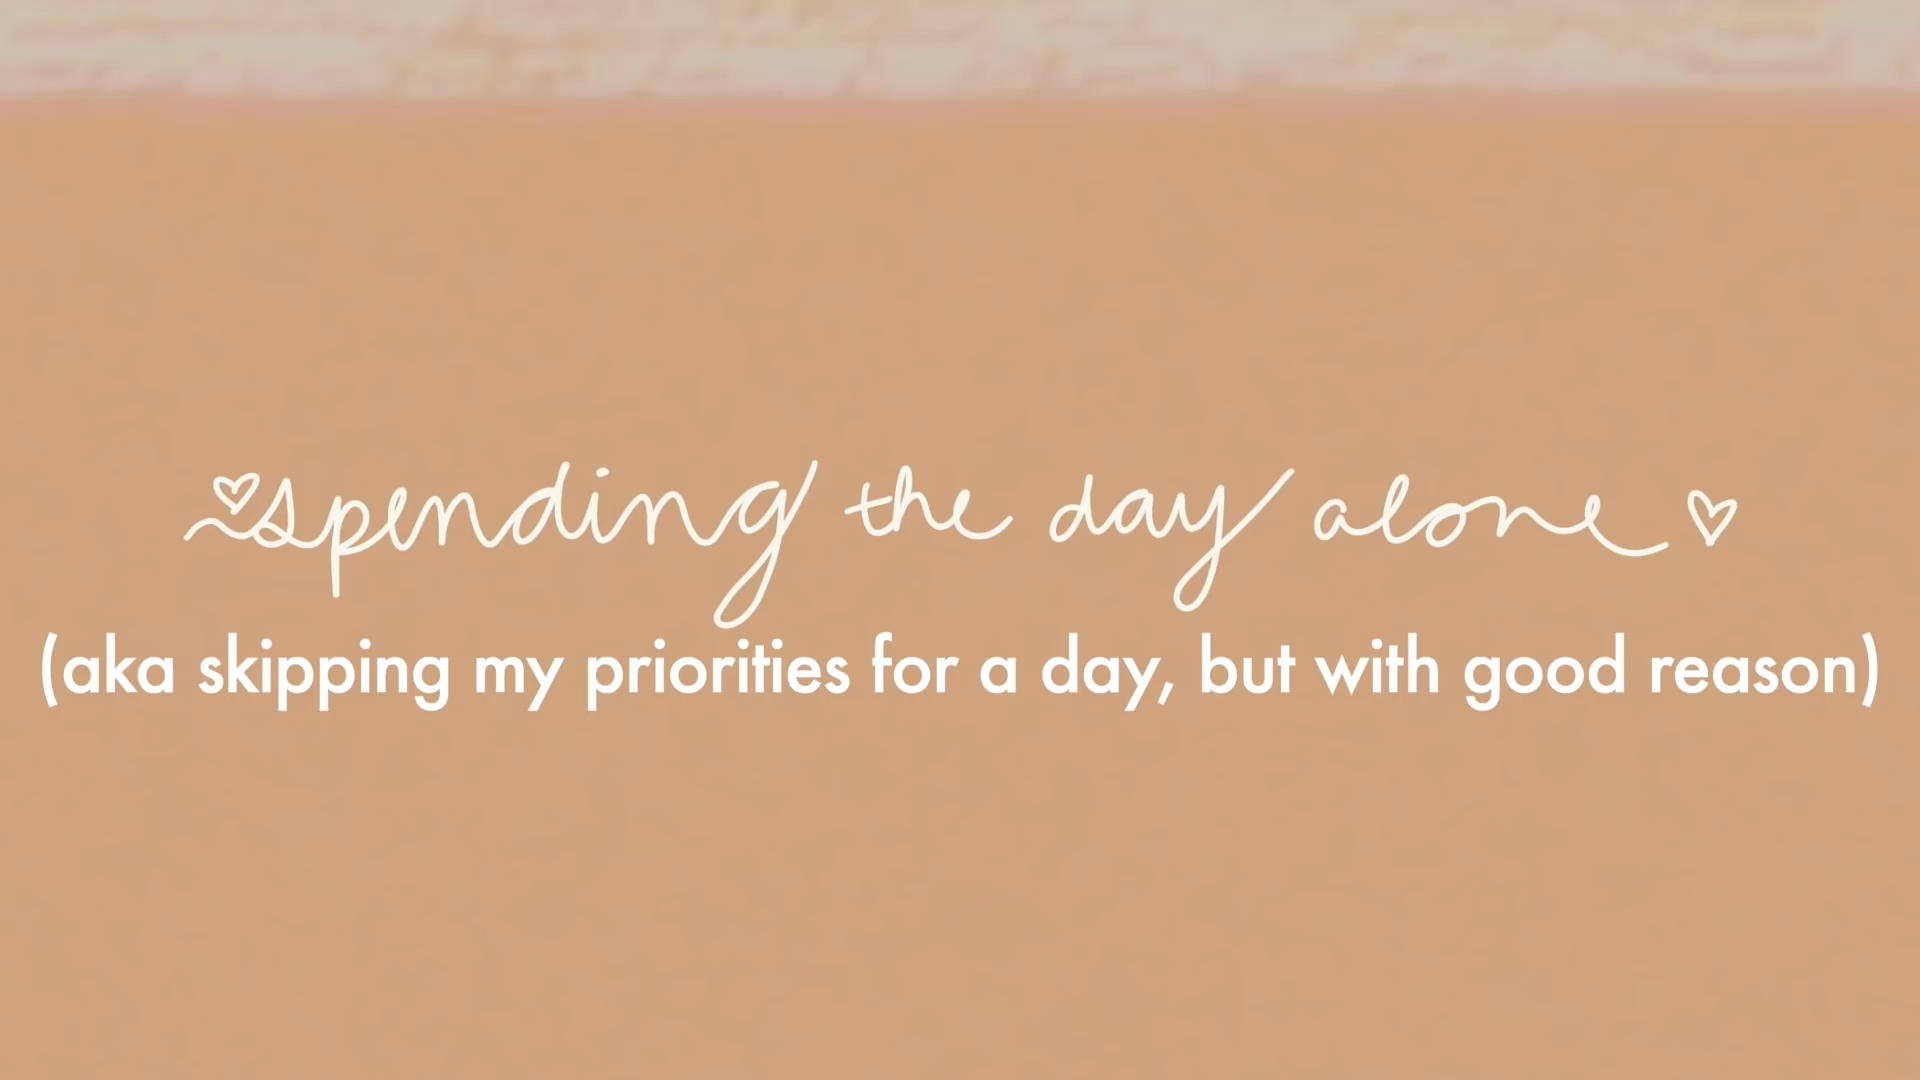 spending the day alone
(aka skipping my priorities for a day, but with good reason)